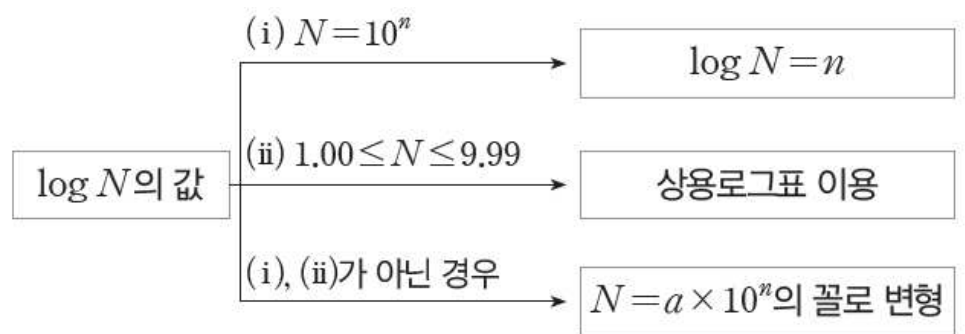 (ⅰ) N=10ⁿ
log N=n
(ⅱ) 1.00≤N≤9.99
log N의 값
상용로그표 이용
(ⅰ), (ⅱ)가 아닌 경우
N=a×10ⁿ의 꼴로 변형